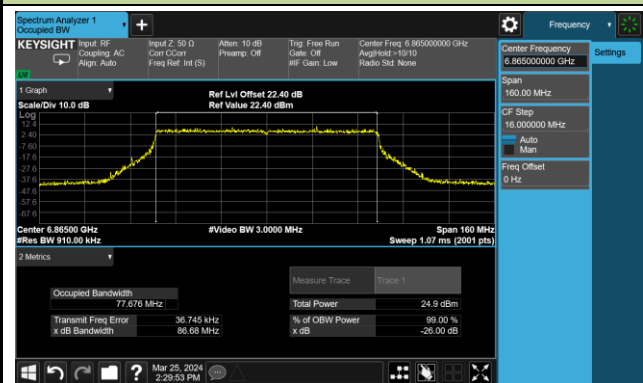 Spectrum Analyzer 1
Occupied BW
Frequency
KEYSIGHT
Input: RF
Coupling: AC
Align: Auto
Input Z: 50 Ω
Corr CCorr
Freq Ref: Int (S)
Atten: 10 dB
Preamp: Off
Trig: Free Run
Gate: Off
#IF Gain: Low
Center Freq: 6.865000000 GHz
Avg|Hold:>10/10
Radio Std: None
Center Frequency
6.865000000 GHz
Settings
Span
160.00 MHz
CF Step
16.000000 MHz
Auto
Man
Freq Offset
0 Hz
1 Graph
Scale/Div 10.0 dB
Ref Lvl Offset 22.40 dB
Ref Value 22.40 dBm
Log
12.4
2.40
-7.60
-17.6
-27.6
-37.6
-47.6
-57.6
-67.6
Center 6.86500 GHz
#Res BW 910.00 kHz
#Video BW 3.0000 MHz
Span 160 MHz
Sweep 1.07 ms (2001 pts)
2 Metrics
Measure Trace
Trace 1
Occupied Bandwidth
77.676 MHz
Total Power
24.9 dBm
Transmit Freq Error
36.745 kHz
% of OBW Power
99.00 %
x dB Bandwidth
86.68 MHz
x dB
-26.00 dB
?
Mar 25, 2024
2:29:53 PM